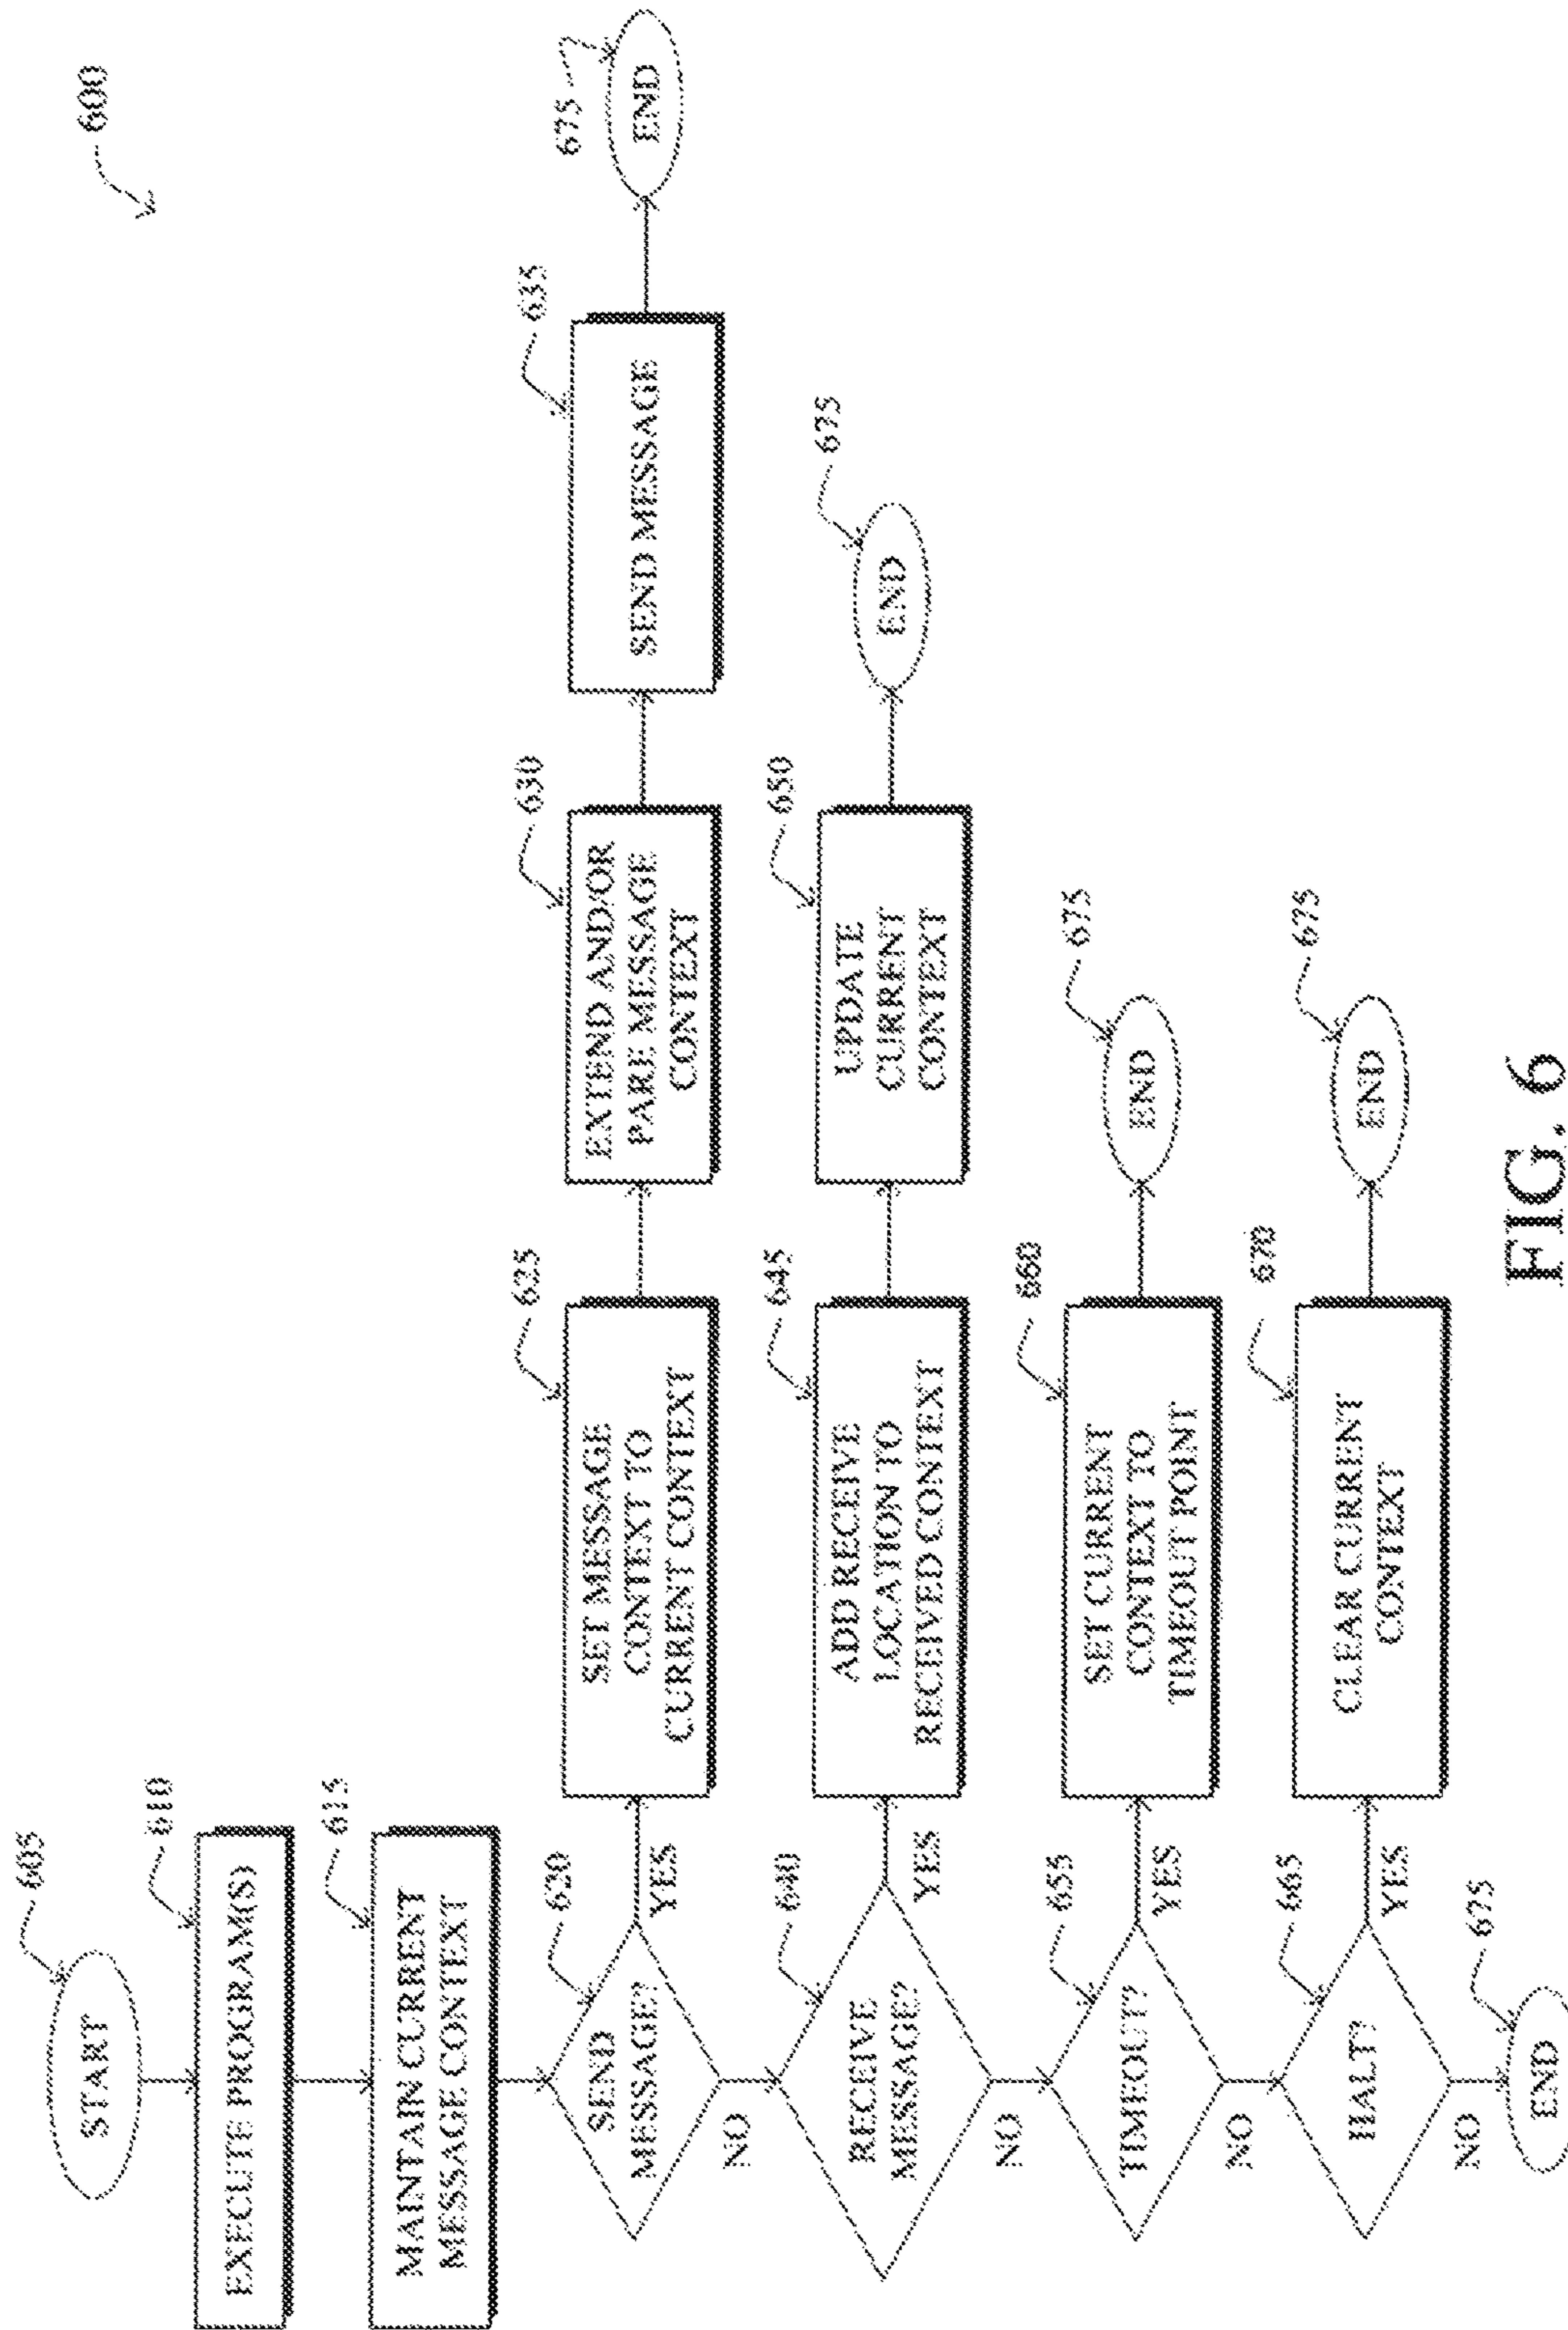 600
605
START
610
EXECUTE PROGRAM(S)
615
MAINTAIN CURRENT
MESSAGE CONTEXT
620
SEND
MESSAGE?
YES
NO
625
SET MESSAGE
CONTEXT TO
CURRENT CONTEXT
630
EXTEND AND/OR
PARE MESSAGE
CONTEXT
635
SEND MESSAGE
675
END
640
RECEIVE
MESSAGE?
YES
NO
645
ADD RECEIVE
LOCATION TO
RECEIVED CONTEXT
650
UPDATE
CURRENT
CONTEXT
675
END
655
TIMEOUT?
YES
NO
660
SET CURRENT
CONTEXT TO
TIMEOUT POINT
675
END
665
HALT?
YES
NO
670
CLEAR CURRENT
CONTEXT
675
END
675
END
FIG. 6